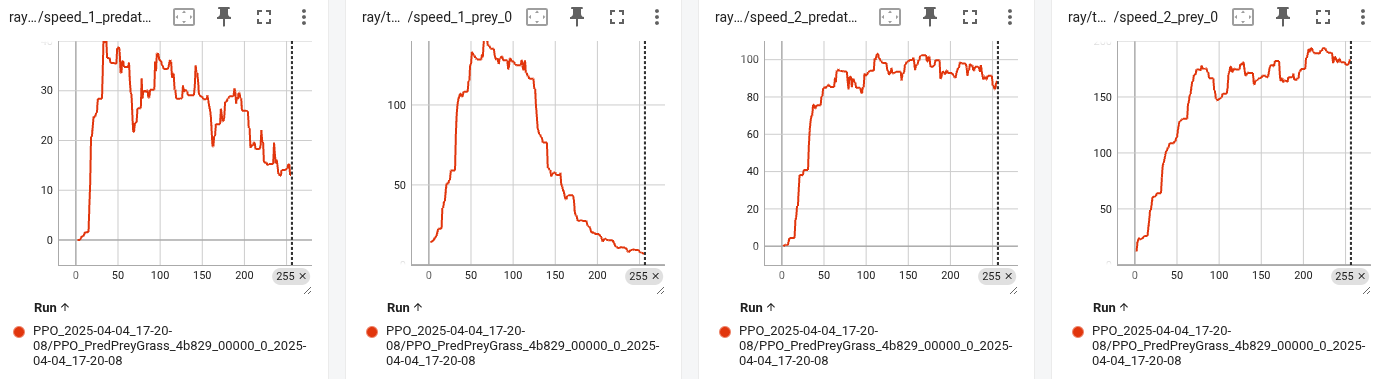 ray…/speed_1_predat…
30
20
10
0
0 50 100 150 200 255 ×
Run ↑
PPO_2025-04-04_17-20-
08/PPO_PredPreyGrass_4b829_00000_0_2025-
04-04_17-20-08
ray/t… /speed_1_prey_0
100
50
0 50 100 150 200 255 ×
Run ↑
PPO_2025-04-04_17-20-
08/PPO_PredPreyGrass_4b829_00000_0_2025-
04-04_17-20-08
ray…/speed_2_predat…
100
80
60
40
20
0
0 50 100 150 200 255 ×
Run ↑
PPO_2025-04-04_17-20-
08/PPO_PredPreyGrass_4b829_00000_0_2025-
04-04_17-20-08
ray/t… /speed_2_prey_0
150
100
50
0 50 100 150 200 255 ×
Run ↑
PPO_2025-04-04_17-20-
08/PPO_PredPreyGrass_4b829_00000_0_2025-
04-04_17-20-08